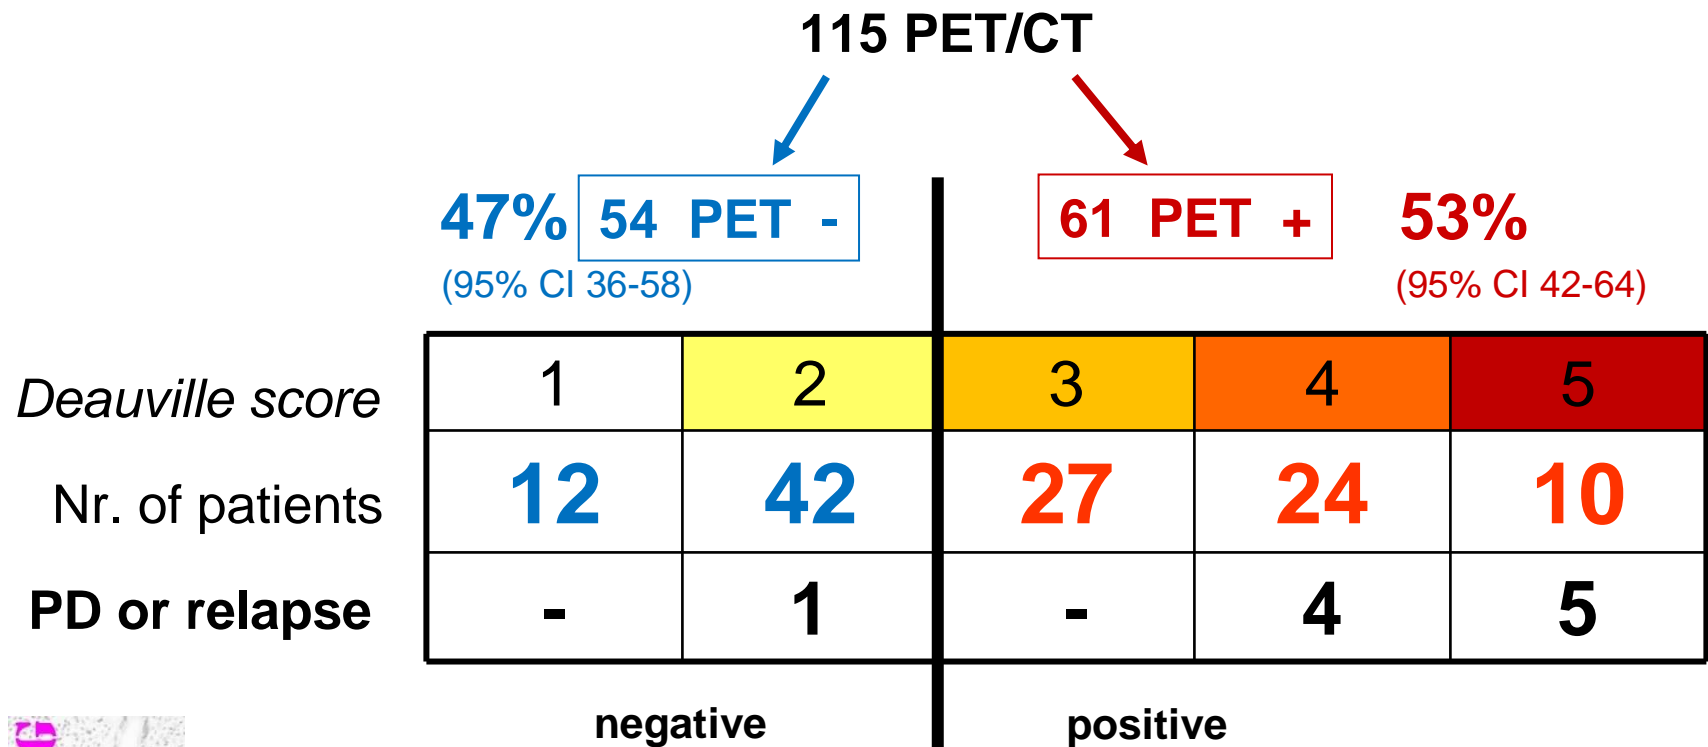 115 PET/CT
47% 54 PET - 61 PET + 53%
(95% CI 36-58) (95% CI 42-64)
Deauville score 1 2 3 4 5
Nr. of patients 12 42 27 24 10
PD or relapse - 1 - 4 5
negative positive